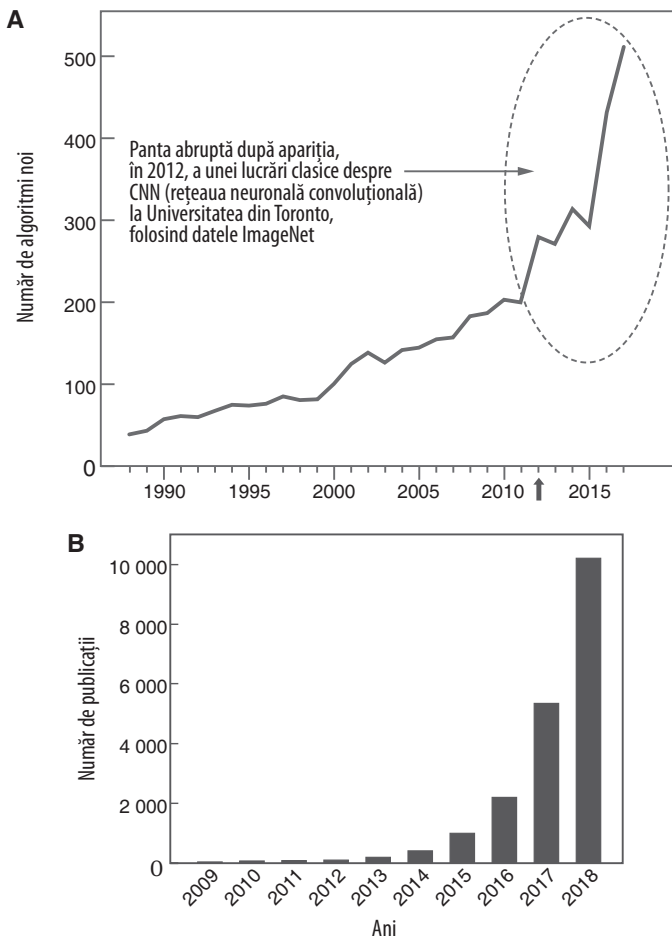 A
500
400
300
200
100
0
Număr de algoritmi noi
Panta abruptă după apariția,
în 2012, a unei lucrări clasice despre
CNN (rețeaua neuronală convoluțională)
la Universitatea din Toronto,
folosind datele ImageNet
1990 1995 2000 2005 2010 2015
B
10 000
8 000
6 000
4 000
2 000
0
Număr de publicații
2009 2010 2011 2012 2013 2014 2015 2016 2017 2018
Ani